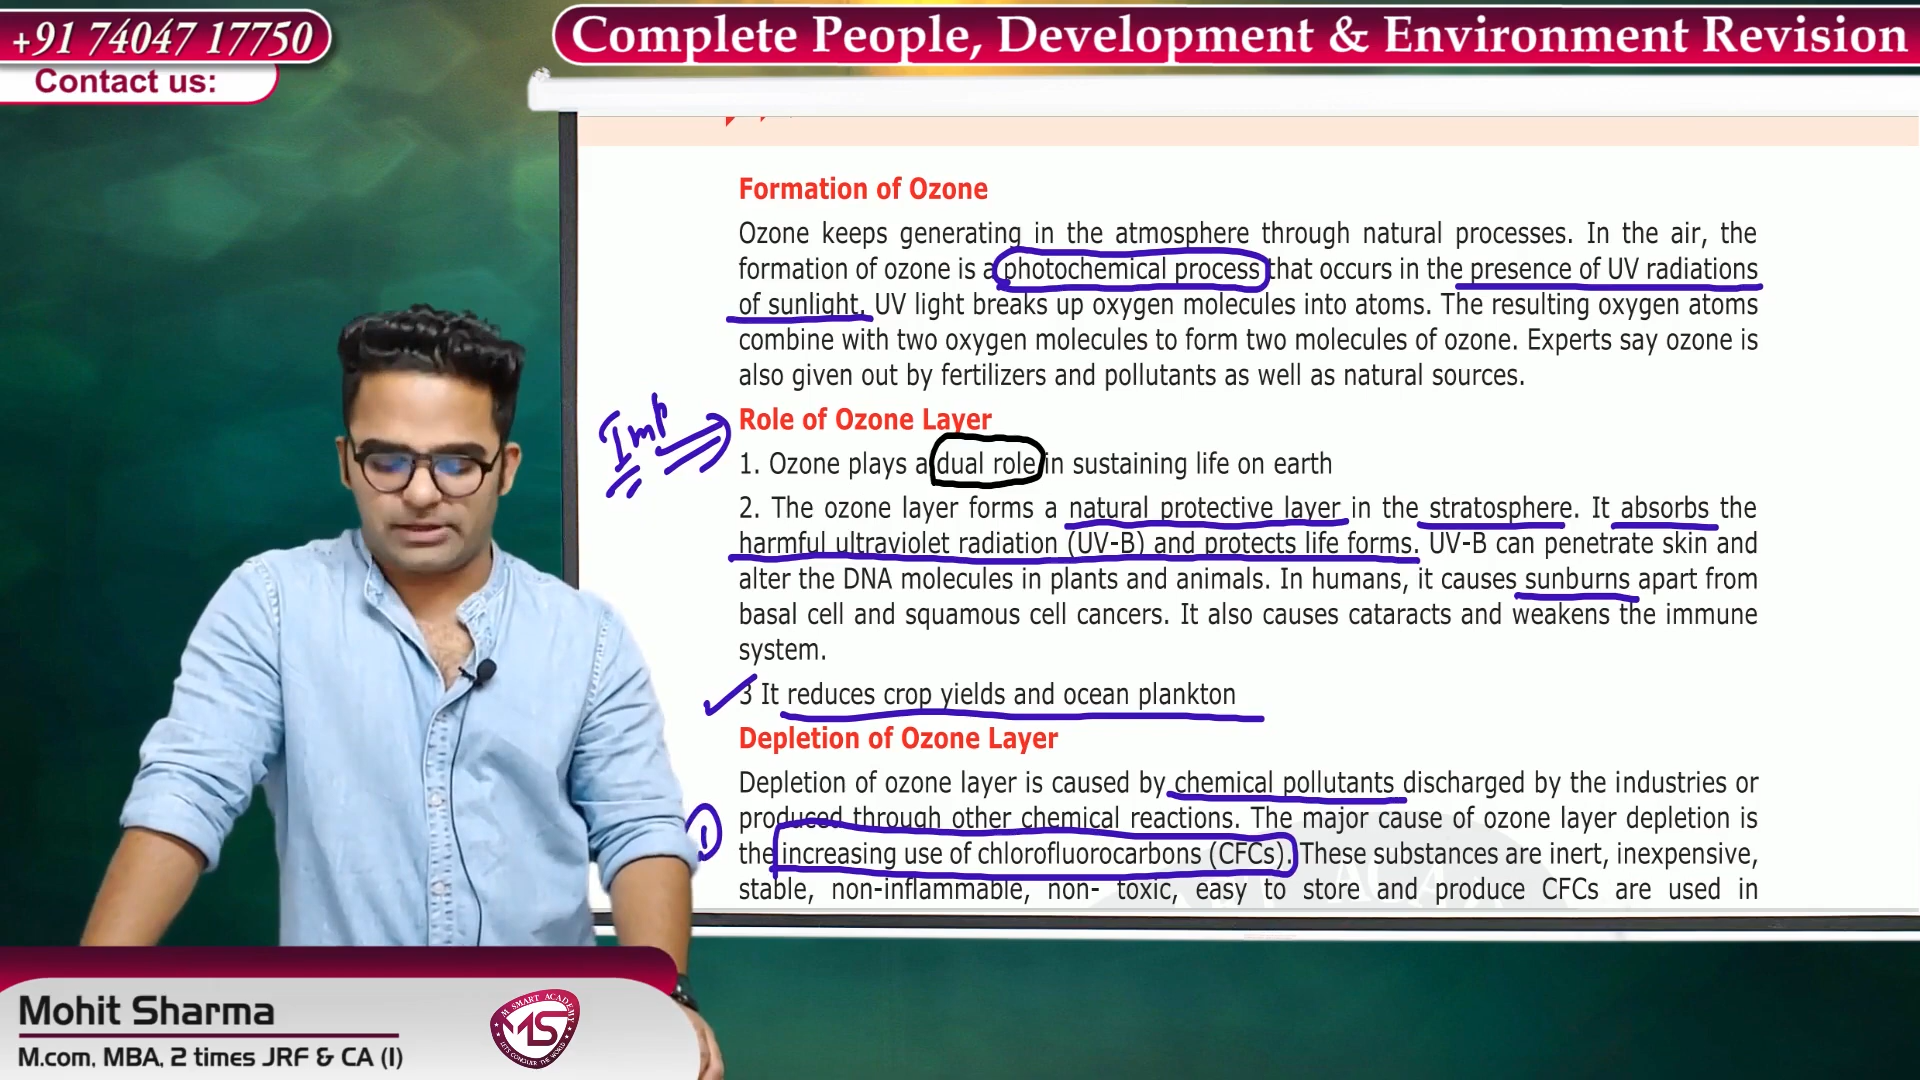 +91 74047 17750
Contact us:
Complete People, Development & Environment Revision
Formation of Ozone
Ozone keeps generating in the atmosphere through natural processes. In the air, the
formation of ozone is a photochemical process that occurs in the presence of UV radiations
of sunlight. UV light breaks up oxygen molecules into atoms. The resulting oxygen atoms
combine with two oxygen molecules to form two molecules of ozone. Experts say ozone is
also given out by fertilizers and pollutants as well as natural sources.
Imp
Role of Ozone Layer
1. Ozone plays a dual role in sustaining life on earth
2. The ozone layer forms a natural protective layer in the stratosphere. It absorbs the
harmful ultraviolet radiation (UV-B) and protects life forms. UV-B can penetrate skin and
alter the DNA molecules in plants and animals. In humans, it causes sunburns apart from
basal cell and squamous cell cancers. It also causes cataracts and weakens the immune
system.
3 It reduces crop yields and ocean plankton
Depletion of Ozone Layer
Depletion of ozone layer is caused by chemical pollutants discharged by the industries or
1
produced through other chemical reactions. The major cause of ozone layer depletion is
the increasing use of chlorofluorocarbons (CFCs). These substances are inert, inexpensive,
stable, non-inflammable, non- toxic, easy to store and produce CFCs are used in
Mohit Sharma
M.com, MBA, 2 times JRF & CA (I)
M SMART ACADEMY
MS
LETS CONQUER THE WORLD